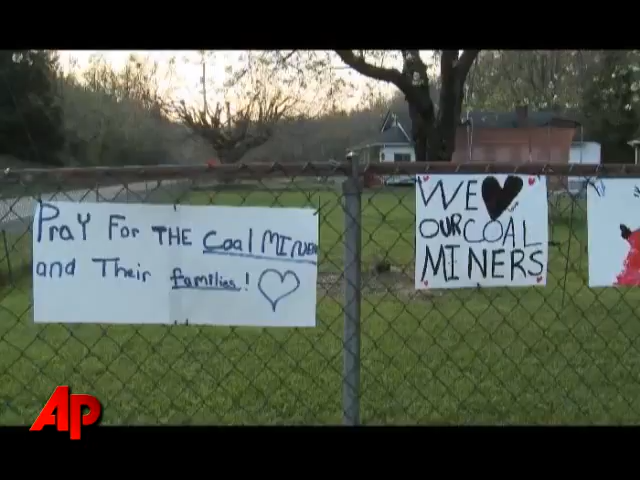 Pray For THE Coal MINERS
and Their families!
WE
OUR COAL
MINERS
AP